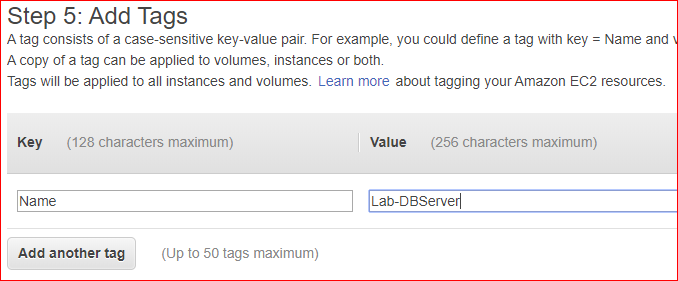 Step 5: Add Tags
A tag consists of a case-sensitive key-value pair. For example, you could define a tag with key = Name and
A copy of a tag can be applied to volumes, instances or both.
Tags will be applied to all instances and volumes. Learn more about tagging your Amazon EC2 resources.
Key (128 characters maximum) Value (256 characters maximum)
Name Lab-DBServer
Add another tag (Up to 50 tags maximum)